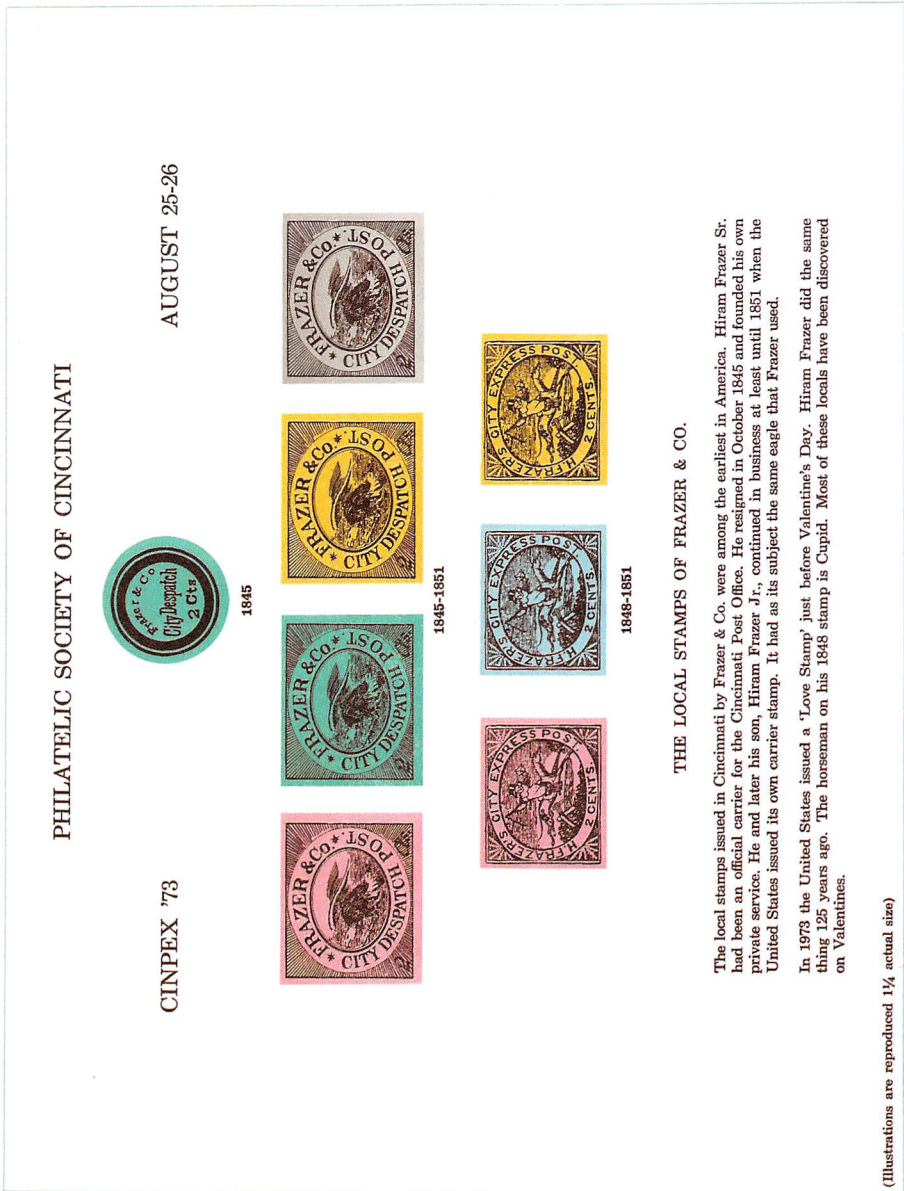 PHILATELIC SOCIETY OF CINCINNATI
CINPEX '73
AUGUST 25-26
Frazer & Co
City Despatch
2 Cts
1845
★ FRAZER & Co. ★
CITY DESPATCH POST.
2cts
★ FRAZER & Co. ★
CITY DESPATCH POST.
2cts
★ FRAZER & Co. ★
CITY DESPATCH POST.
2cts
★ FRAZER & Co. ★
CITY DESPATCH POST.
2cts
1845-1851
H. FRAZER'S CITY EXPRESS POST.
2 CENTS.
H. FRAZER'S CITY EXPRESS POST.
2 CENTS.
H. FRAZER'S CITY EXPRESS POST.
2 CENTS.
1848-1851
THE LOCAL STAMPS OF FRAZER & CO.
The local stamps issued in Cincinnati by Frazer & Co. were among the earliest in America. Hiram Frazer Sr.
had been an official carrier for the Cincinnati Post Office. He resigned in October 1845 and founded his own
private service. He and later his son, Hiram Frazer Jr., continued in business at least until 1851 when the
United States issued its own carrier stamp. It had as its subject the same eagle that Frazer used.
In 1973 the United States issued a 'Love Stamp' just before Valentine's Day. Hiram Frazer did the same
thing 125 years ago. The horseman on his 1848 stamp is Cupid. Most of these locals have been discovered
on Valentines.
(Illustrations are reproduced 1¼ actual size)